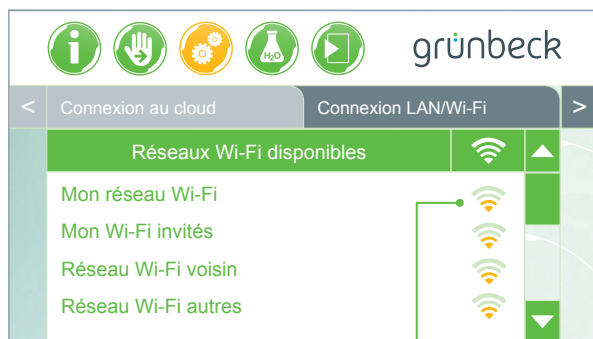 i
H₂O
grünbeck
<
Connexion au cloud
Connexion LAN/Wi-Fi
>
Réseaux Wi-Fi disponibles
Mon réseau Wi-Fi
Mon Wi-Fi invités
Réseau Wi-Fi voisin
Réseau Wi-Fi autres